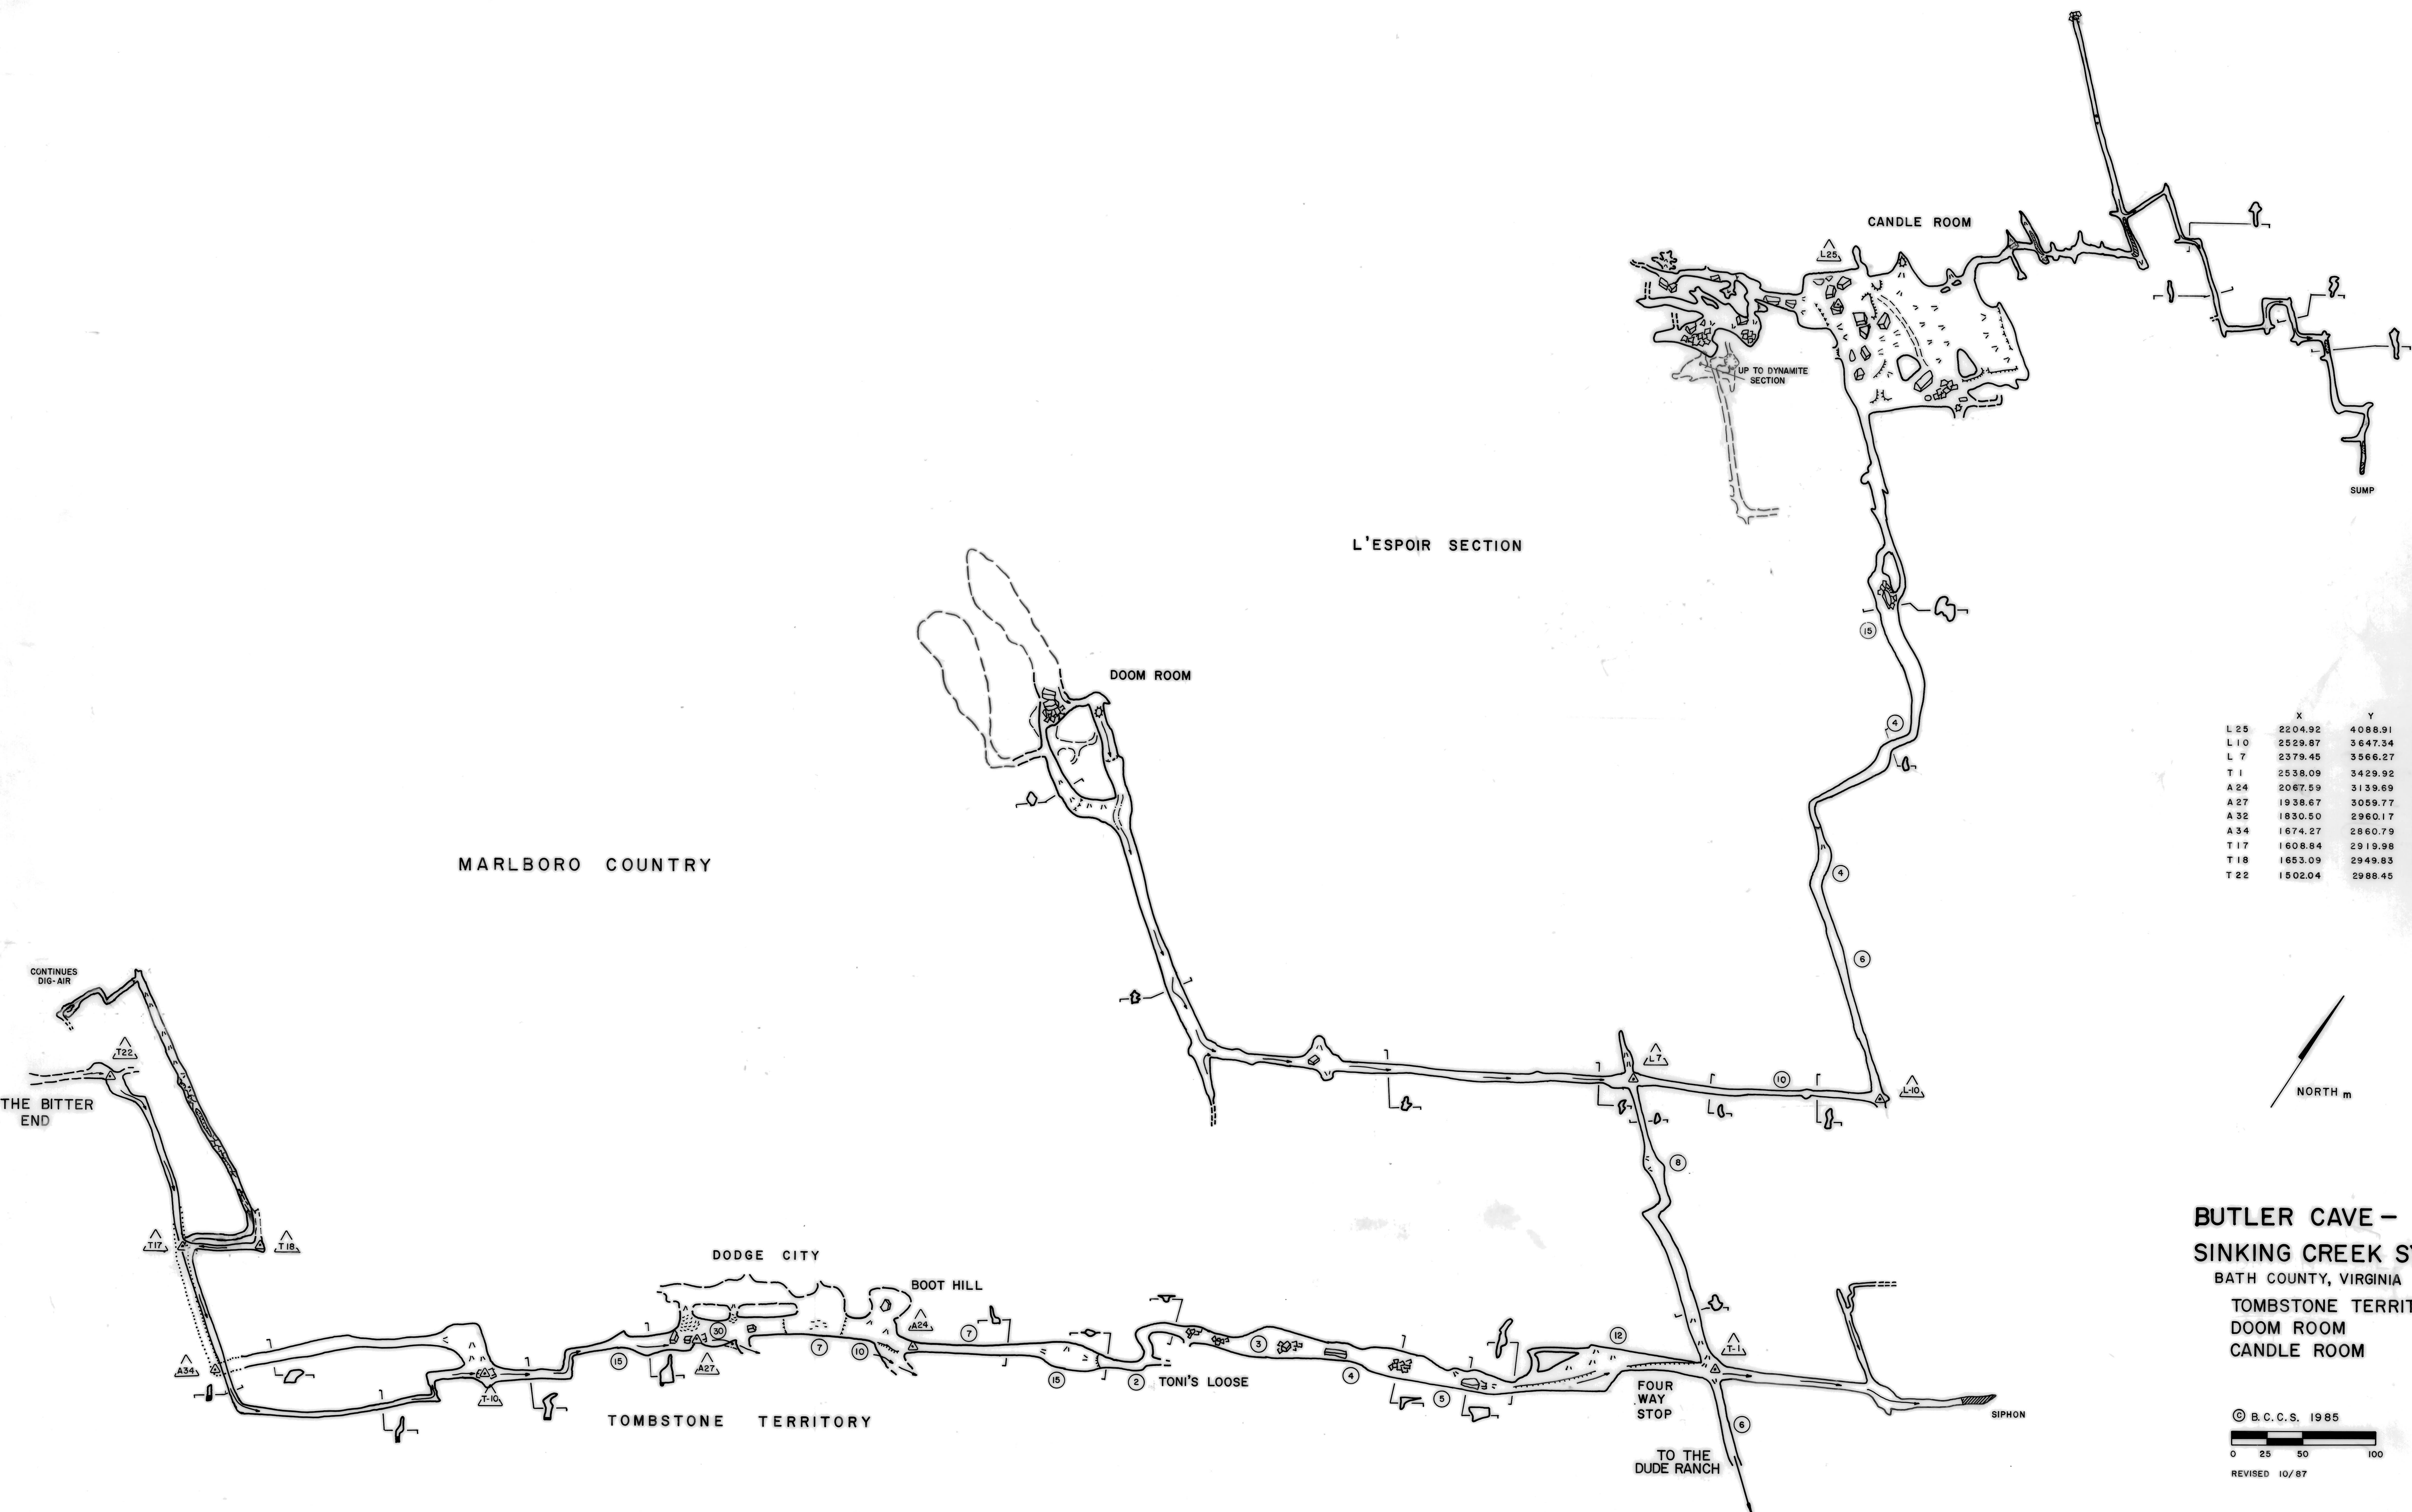 CANDLE ROOM
L25
UP TO DYNAMITE
SECTION
SUMP
L'ESPOIR SECTION
15
DOOM ROOM
4
X Y
L 25 2204.92 4088.91
L 10 2529.87 3647.34
L 7 2379.45 3566.27
T 1 2538.09 3429.92
A 24 2067.59 3139.69
A 27 1938.67 3059.77
A 32 1830.50 2960.17
A 34 1674.27 2860.79
T 17 1608.84 2919.98
T 18 1653.09 2949.83
T 22 1502.04 2988.45
MARLBORO COUNTRY
4
6
CONTINUES
DIG-AIR
T22
L7
10
L-10
NORTH m
THE BITTER
END
8
T17
T18
DODGE CITY
BOOT HILL
A24
30
7
15
A27
7
10
3
12
T-1
A34
T-10
15
2
TONI'S LOOSE
4
5
FOUR
WAY
STOP
6
SIPHON
TOMBSTONE TERRITORY
TO THE
DUDE RANCH
BUTLER CAVE –
SINKING CREEK SY
BATH COUNTY, VIRGINIA
TOMBSTONE TERRIT
DOOM ROOM
CANDLE ROOM
© B.C.C.S. 1985
0 25 50 100
REVISED 10/87